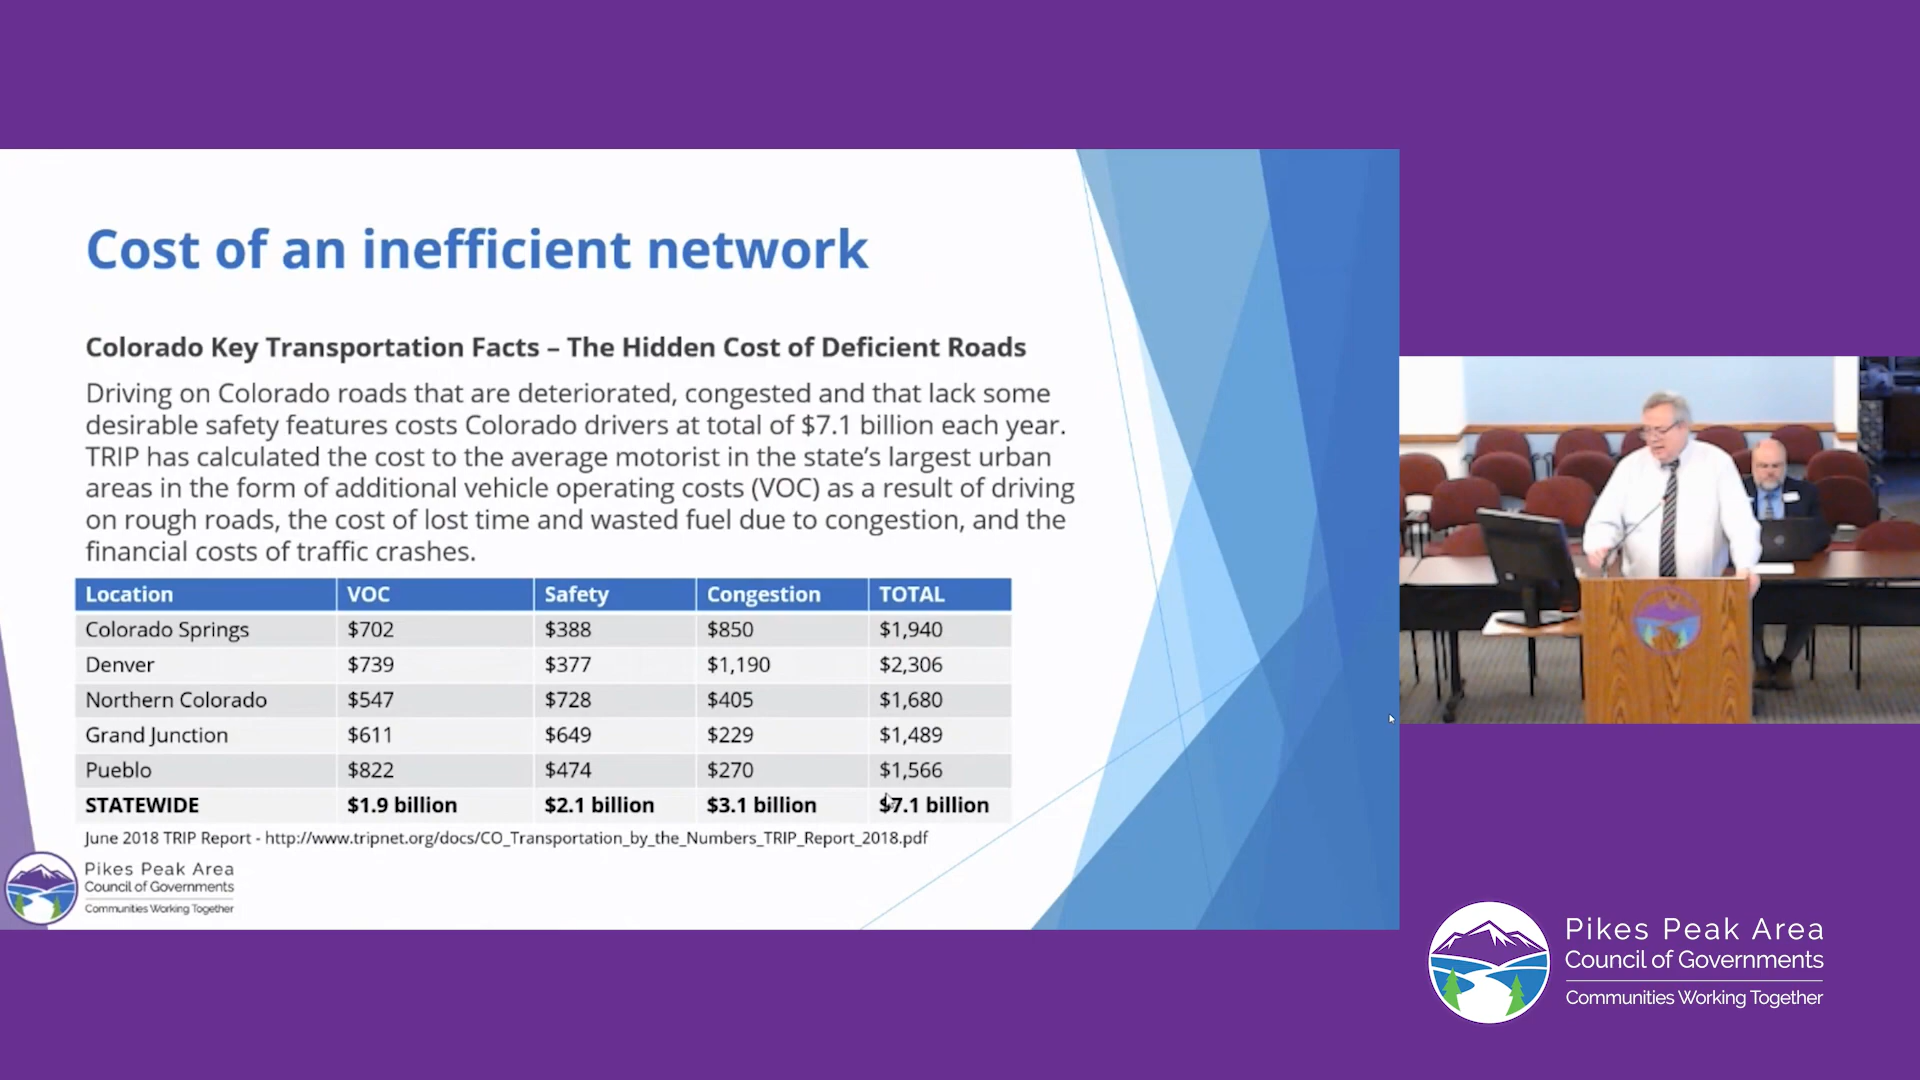 Cost of an inefficient network
Colorado Key Transportation Facts – The Hidden Cost of Deficient Roads
Driving on Colorado roads that are deteriorated, congested and that lack some
desirable safety features costs Colorado drivers at total of $7.1 billion each year.
TRIP has calculated the cost to the average motorist in the state's largest urban
areas in the form of additional vehicle operating costs (VOC) as a result of driving
on rough roads, the cost of lost time and wasted fuel due to congestion, and the
financial costs of traffic crashes.
Location VOC Safety Congestion TOTAL
Colorado Springs $702 $388 $850 $1,940
Denver $739 $377 $1,190 $2,306
Northern Colorado $547 $728 $405 $1,680
Grand Junction $611 $649 $229 $1,489
Pueblo $822 $474 $270 $1,566
STATEWIDE $1.9 billion $2.1 billion $3.1 billion $7.1 billion
June 2018 TRIP Report - http://www.tripnet.org/docs/CO_Transportation_by_the_Numbers_TRIP_Report_2018.pdf
Pikes Peak Area
Council of Governments
Communities Working Together
Pikes Peak Area
Council of Governments
Communities Working Together